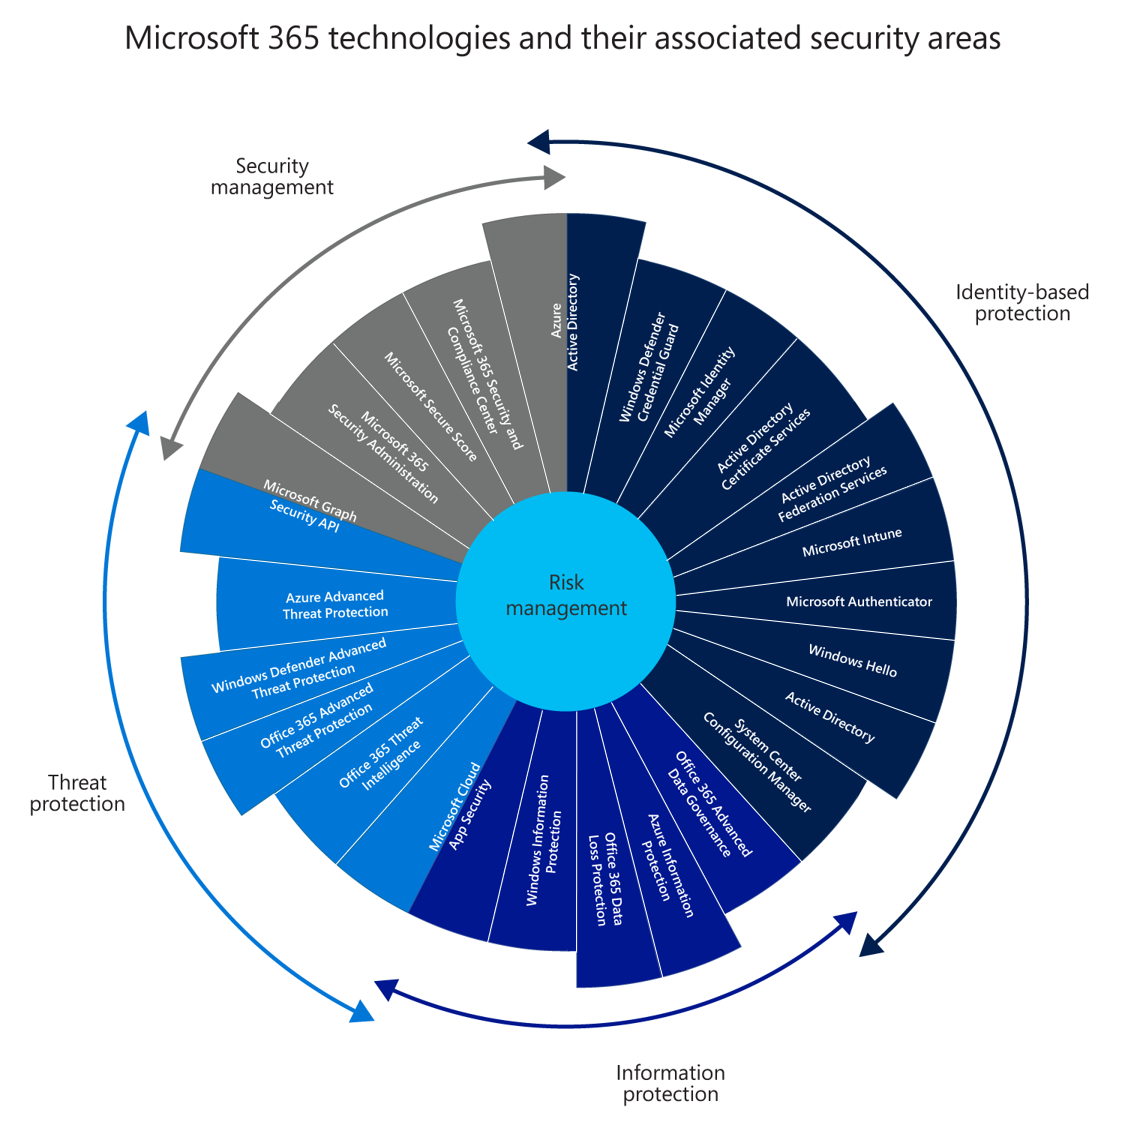 Microsoft 365 technologies and their associated security areas
Security
management
Identity-based
protection
Azure
Active Directory
Windows Defender
Credential Guard
Microsoft Identity
Manager
Active Directory
Certificate Services
Active Directory
Federation Services
Microsoft Intune
Microsoft Authenticator
Windows Hello
Active Directory
System Center
Configuration Manager
Office 365 Advanced
Data Governance
Azure Information
Protection
Office 365 Data
Loss Protection
Windows Information
Protection
Microsoft Cloud
App Security
Office 365 Threat
Intelligence
Office 365 Advanced
Threat Protection
Windows Defender Advanced
Threat Protection
Azure Advanced
Threat Protection
Microsoft Graph
Security API
Microsoft 365
Security Administration
Microsoft Secure Score
Microsoft 365 Security and
Compliance Center
Risk
management
Threat
protection
Information
protection